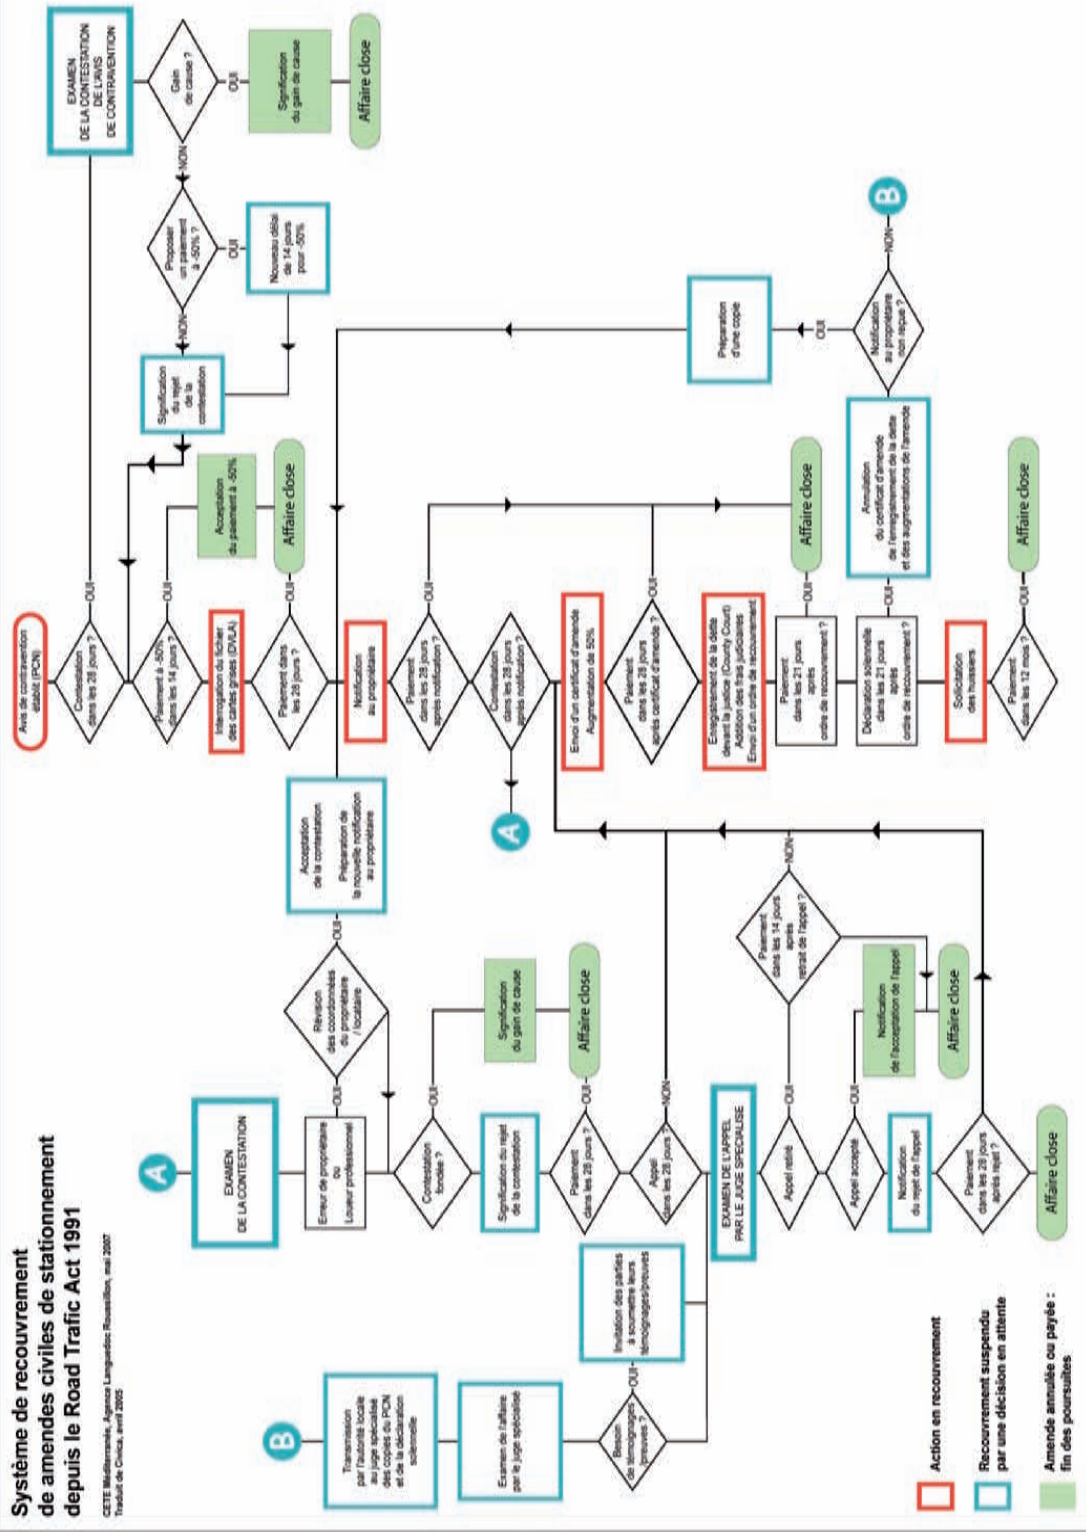 Système de recouvrement
de amendes civiles de stationnement
depuis le Road Trafic Act 1991
CETE Méditerranée, Agence Languedoc Roussillon, mai 2007
Traduit de Civica, avril 2005
B
Transmission
par l'autorité locale
au juge spécialisé
des copies du PCN
et de la déclaration
solennelle
Examen de l'affaire
par le juge spécialisé
Besoin
de témoignages
/preuves ?
OUI
Invitation des parties
à soumettre leurs
témoignages/preuves
A
EXAMEN
DE LA CONTESTATION
Erreur de propriétaire
ou
Loueur professionnel
OUI
Révision
des coordonnées
du propriétaire
/ locataire
OUI
Acceptation
de la contestation
Préparation de
la nouvelle notification
au propriétaire
Contestation
fondée ?
OUI
Signification
du gain de cause
Signification du rejet
de la contestation
Paiement
dans les 28 jours ?
OUI
Affaire close
Appel
dans les 28 jours ?
NON
EXAMEN DE L'APPEL
PAR LE JUGE SPECIALISE
Appel retiré
OUI
Paiement
dans les 14 jours
après
retrait de l'appel ?
NON
Appel accepté
OUI
Notification
de l'acceptation de l'appel
Affaire close
Notification
du rejet de l'appel
Paiement
dans les 28 jours
après rejet ?
Affaire close
Avis de contravention
établit (PCN)
Contestation
dans les 28 jours ?
OUI
EXAMEN
DE LA CONTESTATION
DE L'AVIS
DE CONTRAVENTION
Gain
de cause ?
OUI
Signification
du gain de cause
Affaire close
NON
Proposer
un paiement
à -50% ?
OUI
Nouveau délai
de 14 jours
pour -50%
NON
Signification
du rejet
de la
contestation
Paiement à -50%
dans les 14 jours ?
OUI
Acceptation
du paiement à -50%
Affaire close
Interrogation du fichier
des cartes grises (DVLA)
Paiement dans
les 28 jours ?
OUI
Notification
au propriétaire
Paiement
dans les 28 jours
après notification ?
OUI
Contestation
dans les 28 jours
après notification ?
A
Envoi d'un certificat d'amende
Augmentation de 50%
Paiement
dans les 28 jours
après certificat d'amende ?
OUI
Enregistrement de la dette
devant la justice (County Court)
Addition des frais judiciaires
Envoi d'un ordre de recouvrement
Paiement
dans les 21 jours
après
ordre de recouvrement ?
OUI
Affaire close
Déclaration solennelle
dans les 21 jours
après
ordre de recouvrement ?
OUI
Annulation
du certificat d'amende
de l'enregistrement de la dette
et des augmentations de l'amende
Notification
au propriétaire
non reçue ?
OUI
Préparation
d'une copie
NON
B
Sollicitation
des huissiers
Paiement
dans les 12 mois ?
OUI
Affaire close
Action en recouvrement
Recouvrement suspendu
par une décision en attente
Amende annulée ou payée :
fin des poursuites